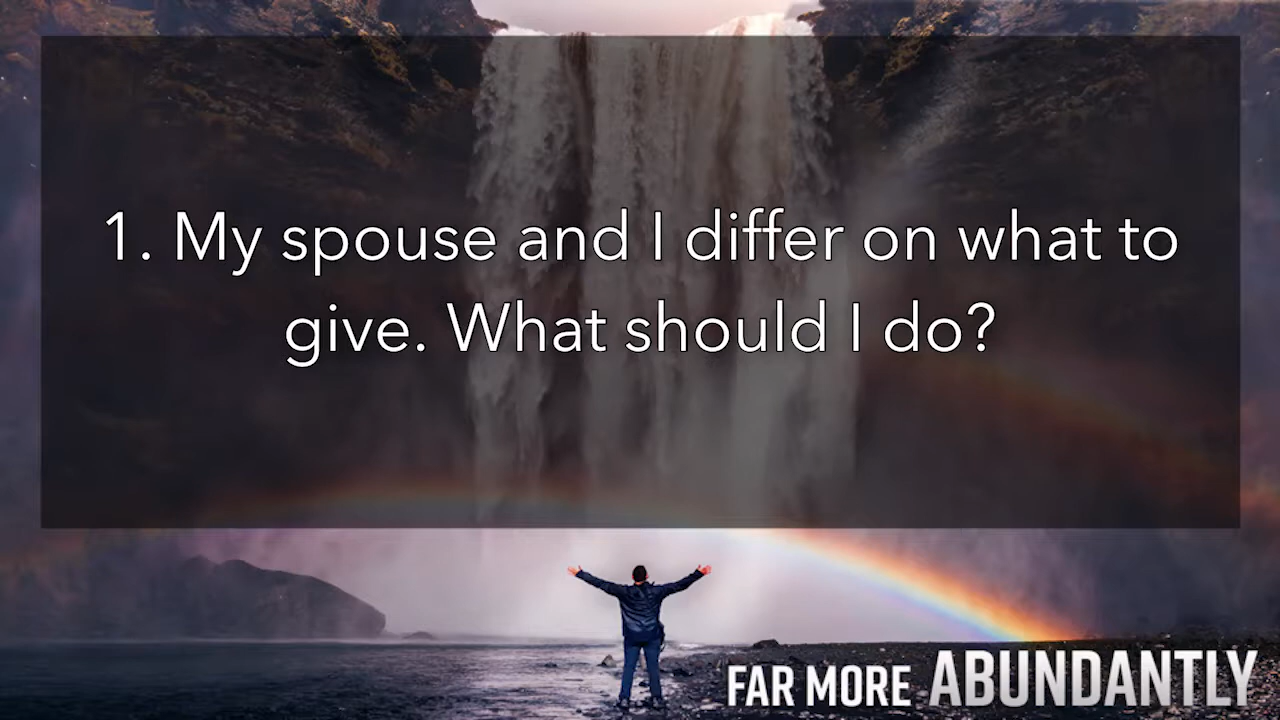 1. My spouse and I differ on what to
give. What should I do?
FAR MORE ABUNDANTLY